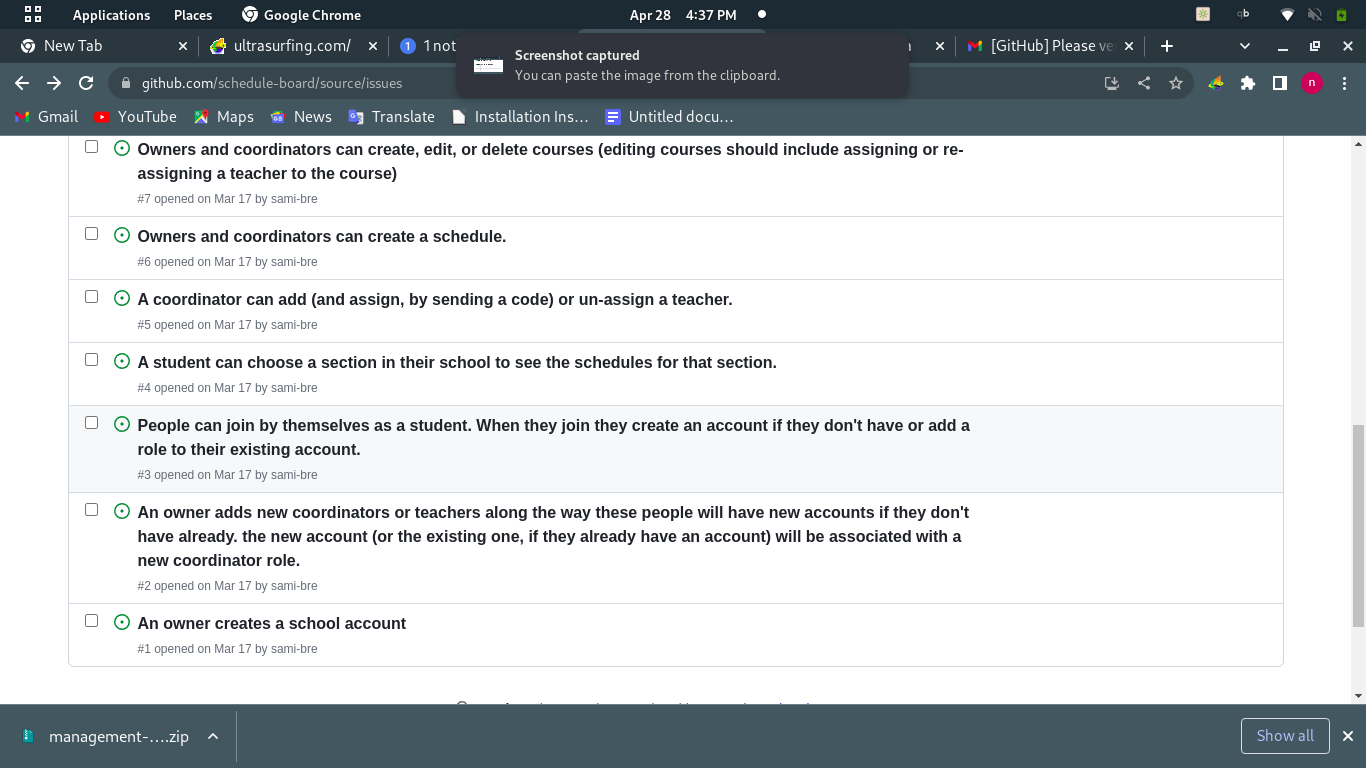 Applications Places Google Chrome Apr 28 4:37 PM qb
New Tab ultrasurfing.com/ 1 1 not [GitHub] Please ve
Screenshot captured
You can paste the image from the clipboard.
github.com/schedule-board/source/issues n
Gmail YouTube Maps News Translate Installation Ins… Untitled docu…
Owners and coordinators can create, edit, or delete courses (editing courses should include assigning or re-
assigning a teacher to the course)
#7 opened on Mar 17 by sami-bre
Owners and coordinators can create a schedule.
#6 opened on Mar 17 by sami-bre
A coordinator can add (and assign, by sending a code) or un-assign a teacher.
#5 opened on Mar 17 by sami-bre
A student can choose a section in their school to see the schedules for that section.
#4 opened on Mar 17 by sami-bre
People can join by themselves as a student. When they join they create an account if they don't have or add a
role to their existing account.
#3 opened on Mar 17 by sami-bre
An owner adds new coordinators or teachers along the way these people will have new accounts if they don't
have already. the new account (or the existing one, if they already have an account) will be associated with a
new coordinator role.
#2 opened on Mar 17 by sami-bre
An owner creates a school account
#1 opened on Mar 17 by sami-bre
management-….zip Show all